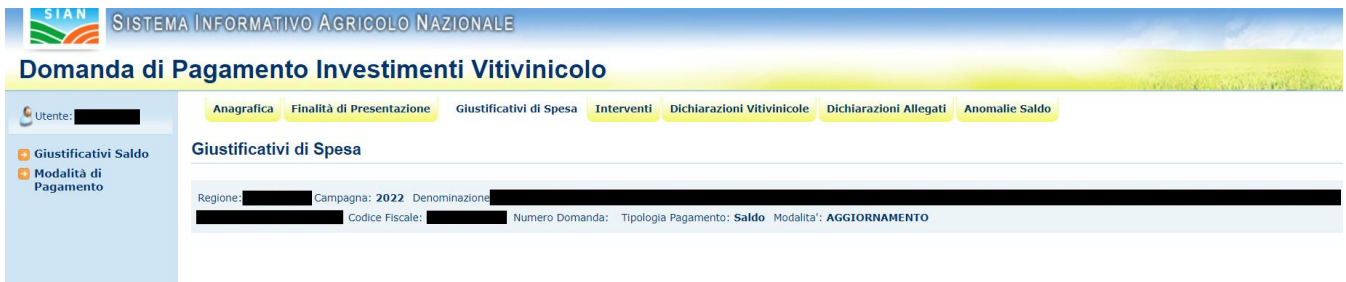 SIAN
SISTEMA INFORMATIVO AGRICOLO NAZIONALE
Domanda di Pagamento Investimenti Vitivinicolo
Utente:
Giustificativi Saldo
Modalità di
Pagamento
Anagrafica Finalità di Presentazione Giustificativi di Spesa Interventi Dichiarazioni Vitivinicole Dichiarazioni Allegati Anomalie Saldo
Giustificativi di Spesa
Regione: Campagna: 2022 Denominazione
Codice Fiscale: Numero Domanda: Tipologia Pagamento: Saldo Modalita': AGGIORNAMENTO